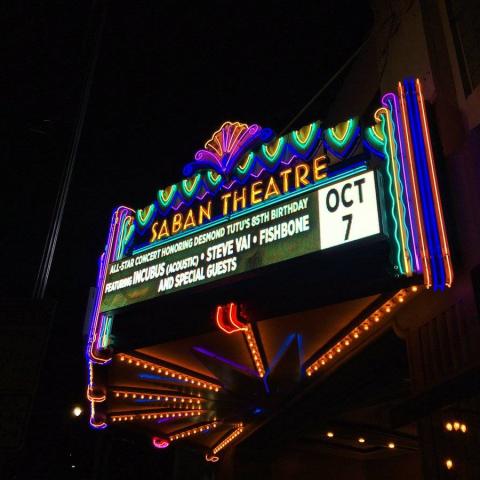 SABAN THEATRE
ALL-STAR CONCERT HONORING DESMOND TUTU'S 85TH BIRTHDAY
FEATURING INCUBUS (ACOUSTIC) • STEVE VAI • FISHBONE
AND SPECIAL GUESTS
OCT
7